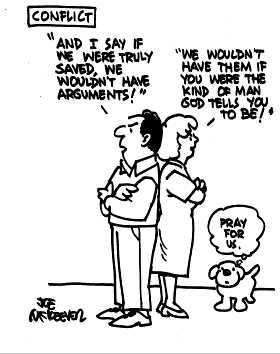 CONFLICT
"AND I SAY IF
WE WERE TRULY
SAVED, WE
WOULDN'T HAVE
ARGUMENTS!"
"WE WOULDN'T
HAVE THEM IF
YOU WERE THE
KIND OF MAN
GOD TELLS YOU
TO BE!"
PRAY
FOR
US.
JOE
McKEEVER